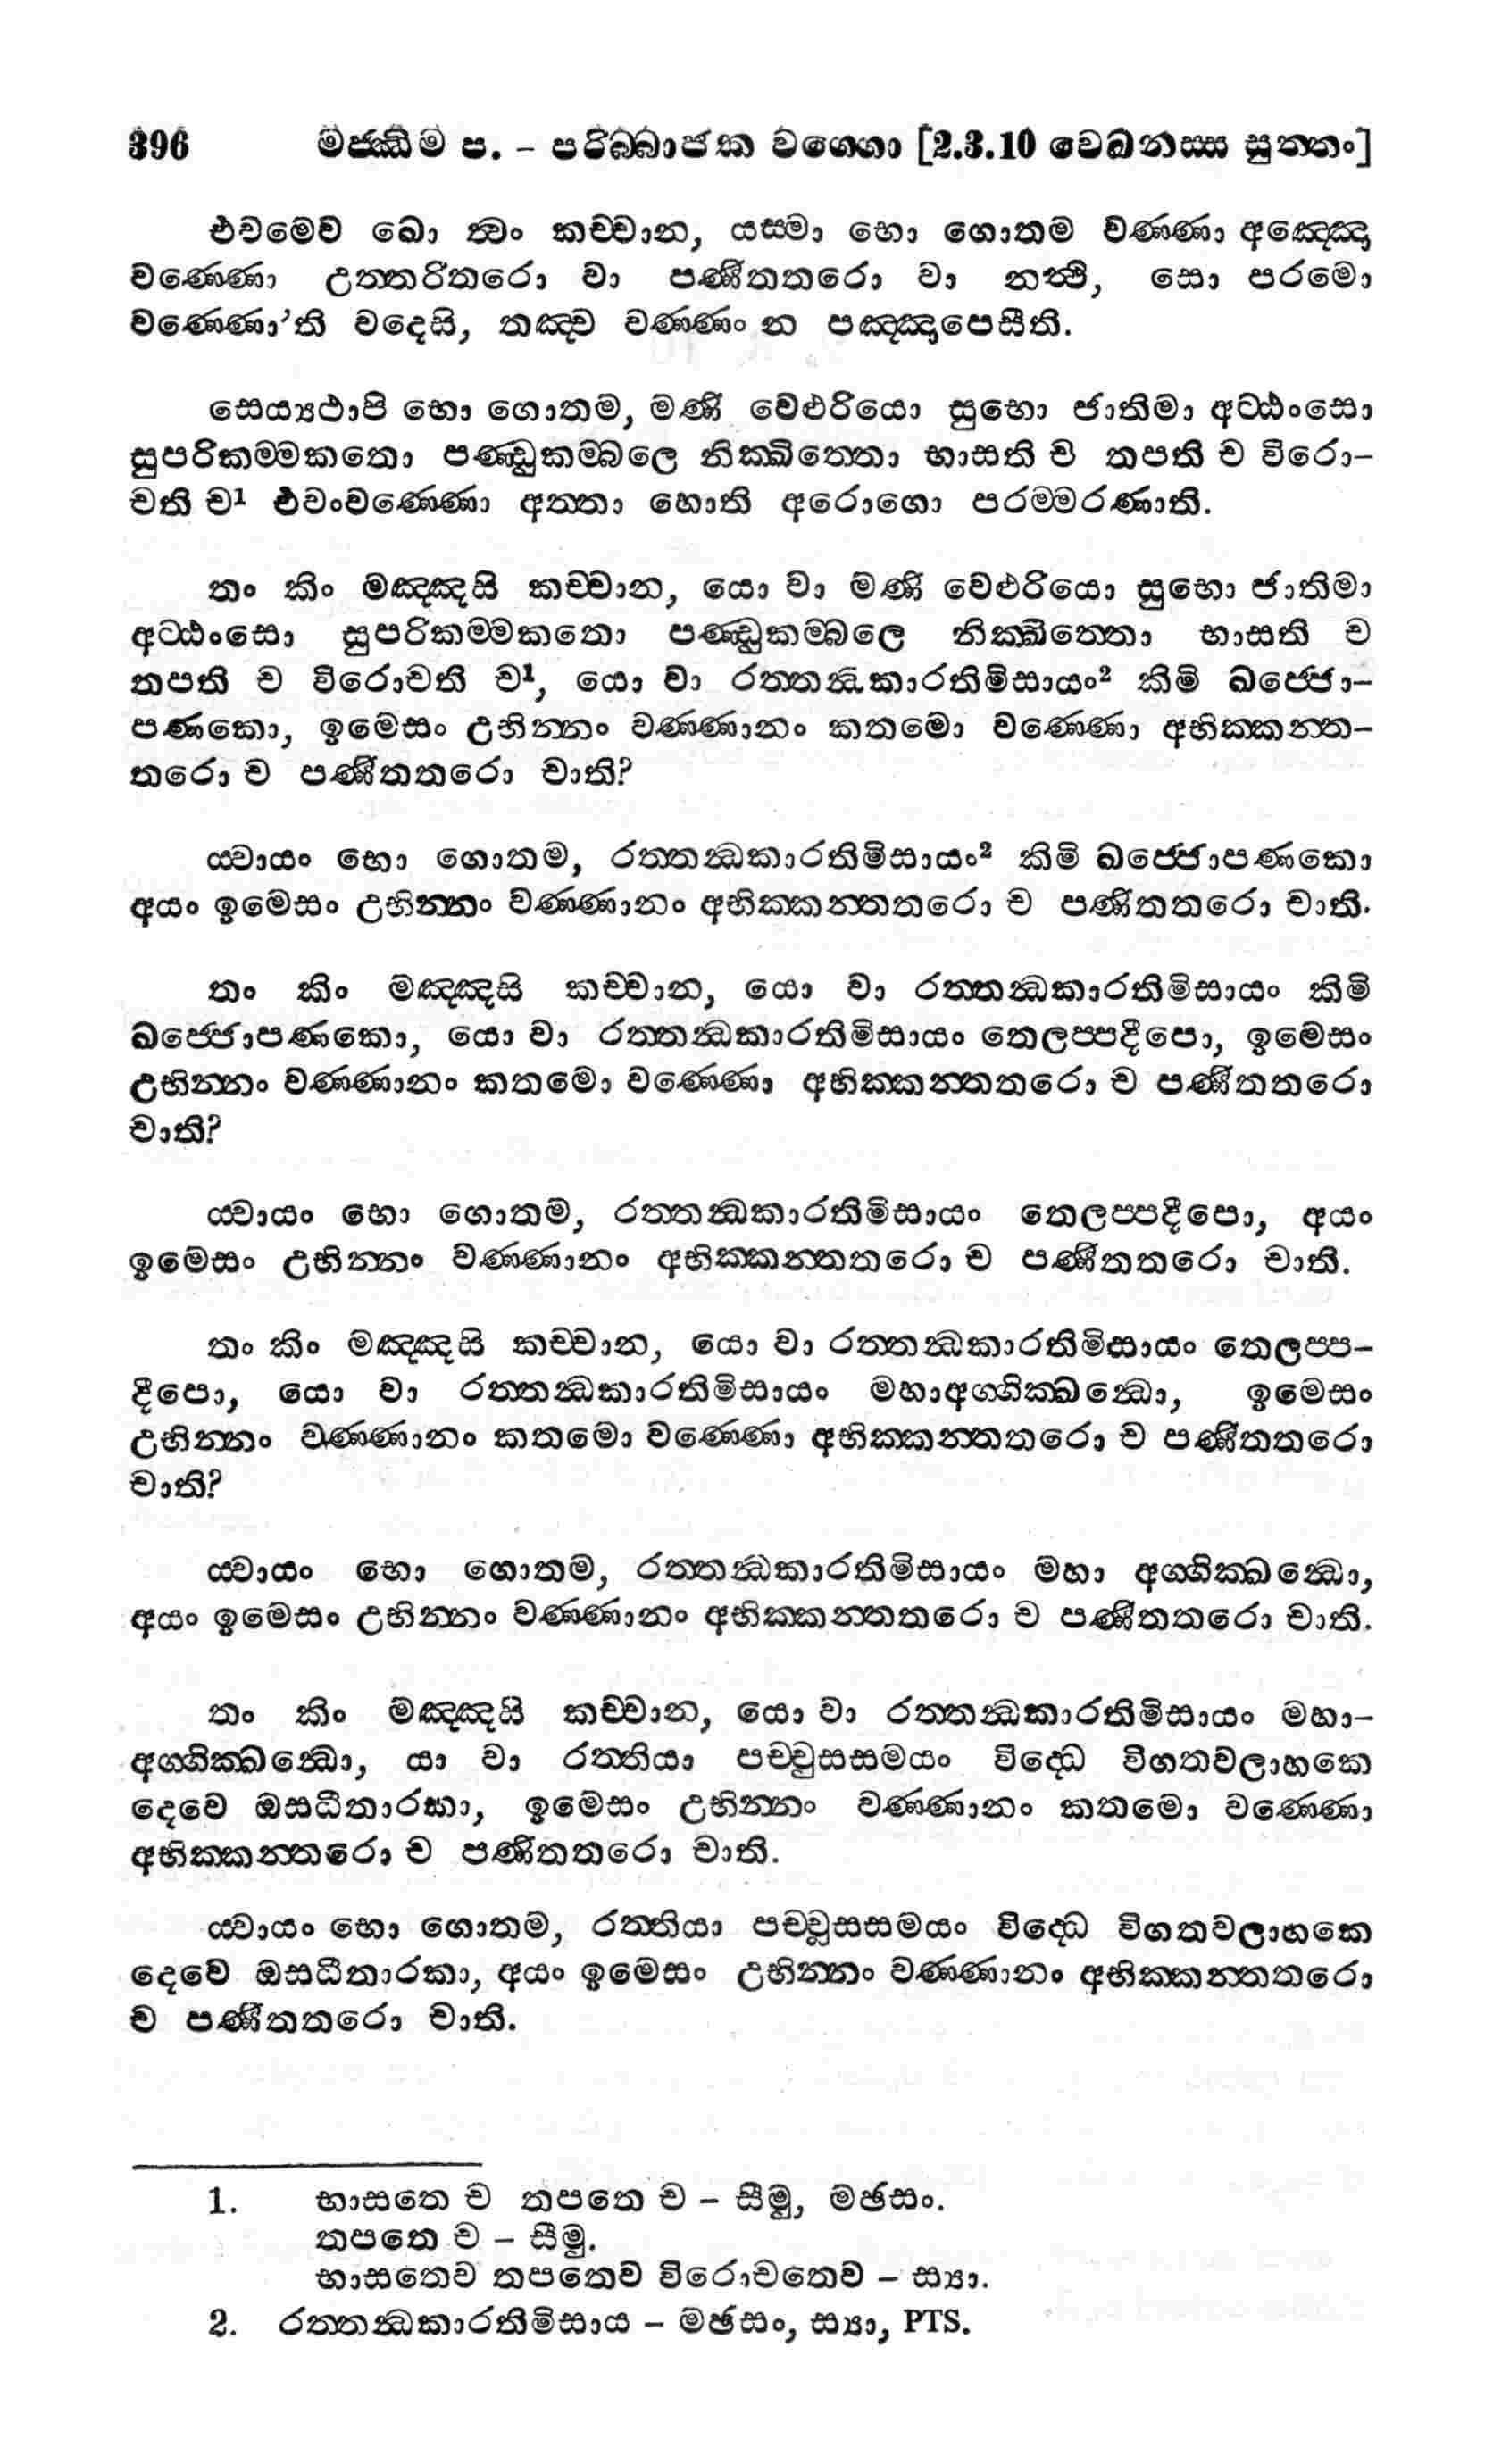 396 මජ්ඣිම ප. - පරිබ්බාජක වග්ගො [2.3.10 වෙඛනස්ස සුත්තං]
එවමෙව ඛො ත්වං කච්චාන, යස්මා භො ගොතම වණ්ණා අඤ්ඤො
වණ්ණො උත්තරිතරො වා පණීතතරො වා නත්ථි, සො පරමො
වණ්ණො'ති වදෙසි, තඤ්ච වණ්ණං න පඤ්ඤාපෙසීති.
සෙය්‍යථාපි භො ගොතම, මණි වෙළුරියො සුභො ජාතිමා අට්ඨංසො
සුපරිකම්මකතො පණ්ඩුකම්බලෙ නික්ඛිත්තො භාසති ච තපති ච විරො-
චති ච¹ එවංවණ්ණො අත්තා හොති අරොගො පරම්මරණාති.
තං කිං මඤ්ඤසි කච්චාන, යො වා මණි වෙළුරියො සුභො ජාතිමා
අට්ඨංසො සුපරිකම්මකතො පණ්ඩුකම්බලෙ නික්ඛිත්තො භාසති ච
තපති ච විරොචති ච¹, යො වා රත්තන්ධකාරතිමිසායං² කිමි ඛජ්ජො-
පණකො, ඉමෙසං උභින්නං වණ්ණානං කතමො වණ්ණො අභික්කන්ත-
තරො ච පණීතතරො චාති?
ය්වායං භො ගොතම, රත්තන්ධකාරතිමිසායං² කිමි ඛජ්ජොපණකො
අයං ඉමෙසං උභින්නං වණ්ණානං අභික්කන්තතරො ච පණීතතරො චාති.
තං කිං මඤ්ඤසි කච්චාන, යො වා රත්තන්ධකාරතිමිසායං කිමි
ඛජ්ජොපණකො, යො වා රත්තන්ධකාරතිමිසායං තෙලප්පදීපො, ඉමෙසං
උභින්නං වණ්ණානං කතමො වණ්ණො අභික්කන්තතරො ච පණීතතරො
චාති?
ය්වායං භො ගොතම, රත්තන්ධකාරතිමිසායං තෙලප්පදීපො, අයං
ඉමෙසං උභින්නං වණ්ණානං අභික්කන්තතරො ච පණීතතරො චාති.
තං කිං මඤ්ඤසි කච්චාන, යො වා රත්තන්ධකාරතිමිසායං තෙලප්ප-
දීපො, යො වා රත්තන්ධකාරතිමිසායං මහාඅග්ගික්ඛන්ධො, ඉමෙසං
උභින්නං වණ්ණානං කතමො වණ්ණො අභික්කන්තතරො ච පණීතතරො
චාති?
ය්වායං භො ගොතම, රත්තන්ධකාරතිමිසායං මහා අග්ගික්ඛන්ධො,
අයං ඉමෙසං උභින්නං වණ්ණානං අභික්කන්තතරො ච පණීතතරො චාති.
තං කිං මඤ්ඤසි කච්චාන, යො වා රත්තන්ධකාරතිමිසායං මහා-
අග්ගික්ඛන්ධො, යා වා රත්තියා පච්චුසසමයං විද්ධෙ විගතවලාහකෙ
දෙවෙ ඔසධීතාරකා, ඉමෙසං උභින්නං වණ්ණානං කතමො වණ්ණො
අභික්කන්තරො ච පණීතතරො චාති.
ය්වායං භො ගොතම, රත්තියා පච්චූසසමයං විද්ධෙ විගතවලාහකෙ
දෙවෙ ඔසධීතාරකා, අයං ඉමෙසං උභින්නං වණ්ණානං අභික්කන්තතරො
ච පණීතතරො චාති.
1. භාසතෙ ච තපතෙ ච - සීමු, මඡසං.
තපතෙ ච - සීමු.
භාසතෙව තපතෙව විරොචතෙව - ස්‍යා.
2. රත්තන්ධකාරතිමිසාය - මඡසං, ස්‍යා, PTS.